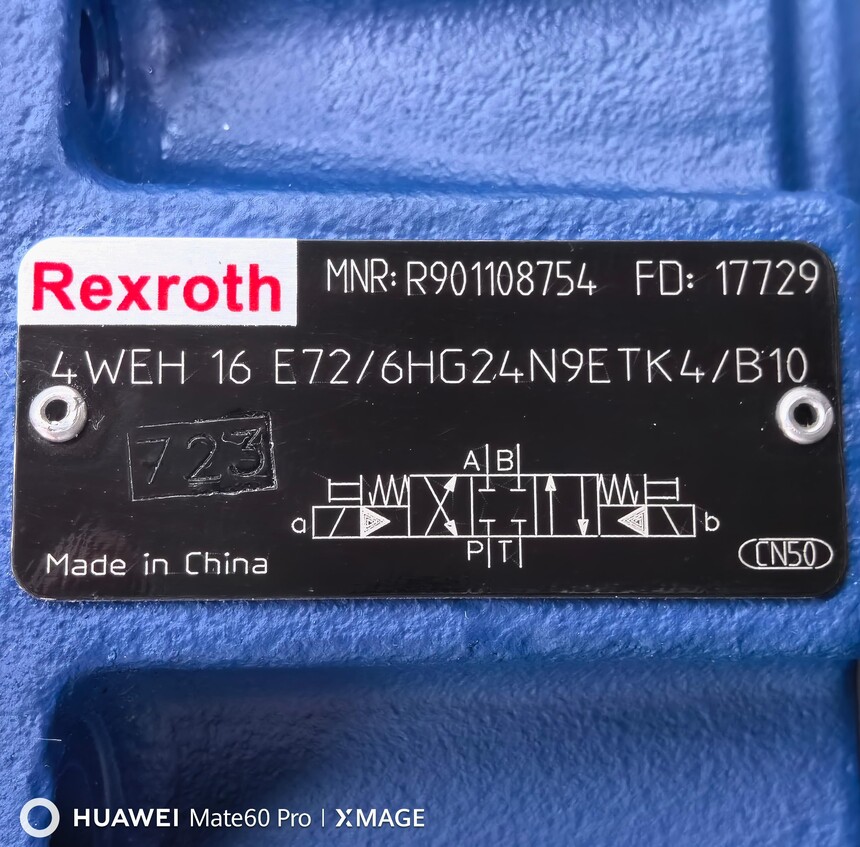 Rexroth MNR: R901108754 FD: 17729
4WEH 16 E72/6HG24N9ETK4/B10
723
A B
a b
P T
Made in China CN50
HUAWEI Mate60 Pro | XMAGE